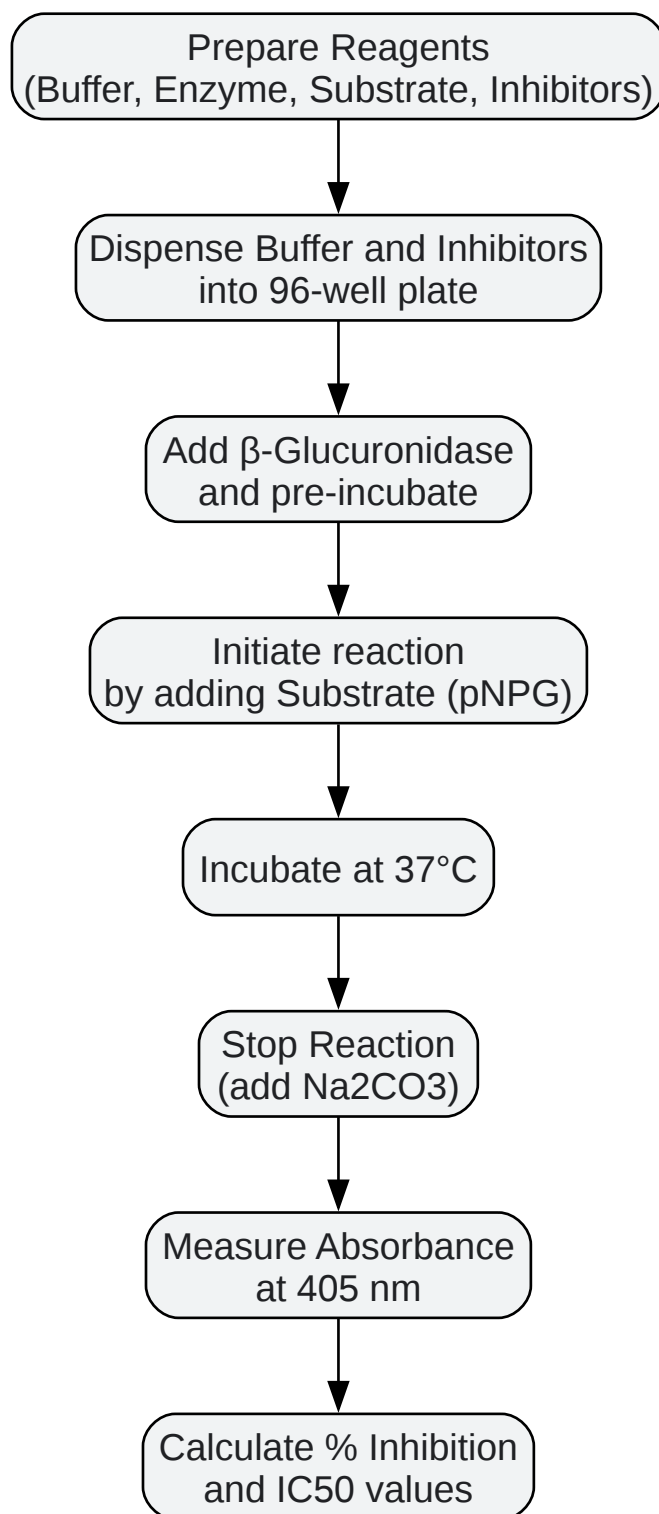 Prepare Reagents
(Buffer, Enzyme, Substrate, Inhibitors)
Dispense Buffer and Inhibitors
into 96-well plate
Add β-Glucuronidase
and pre-incubate
Initiate reaction
by adding Substrate (pNPG)
Incubate at 37°C
Stop Reaction
(add Na2CO3)
Measure Absorbance
at 405 nm
Calculate % Inhibition
and IC50 values